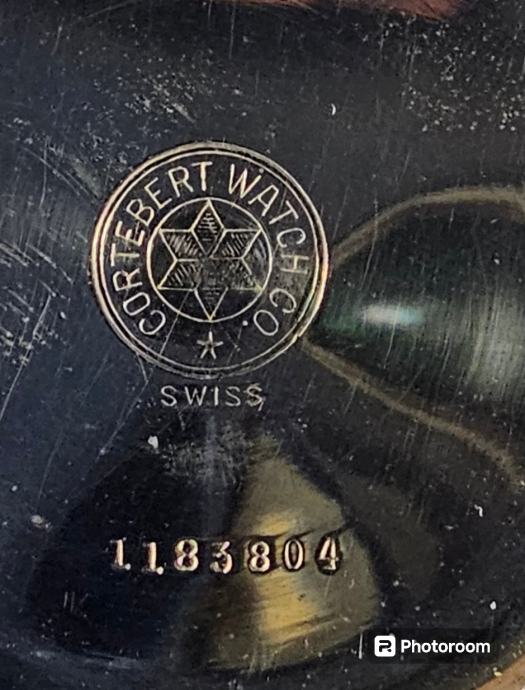 CORTEBERT WATCH CO.
SWISS
1183804
Photoroom